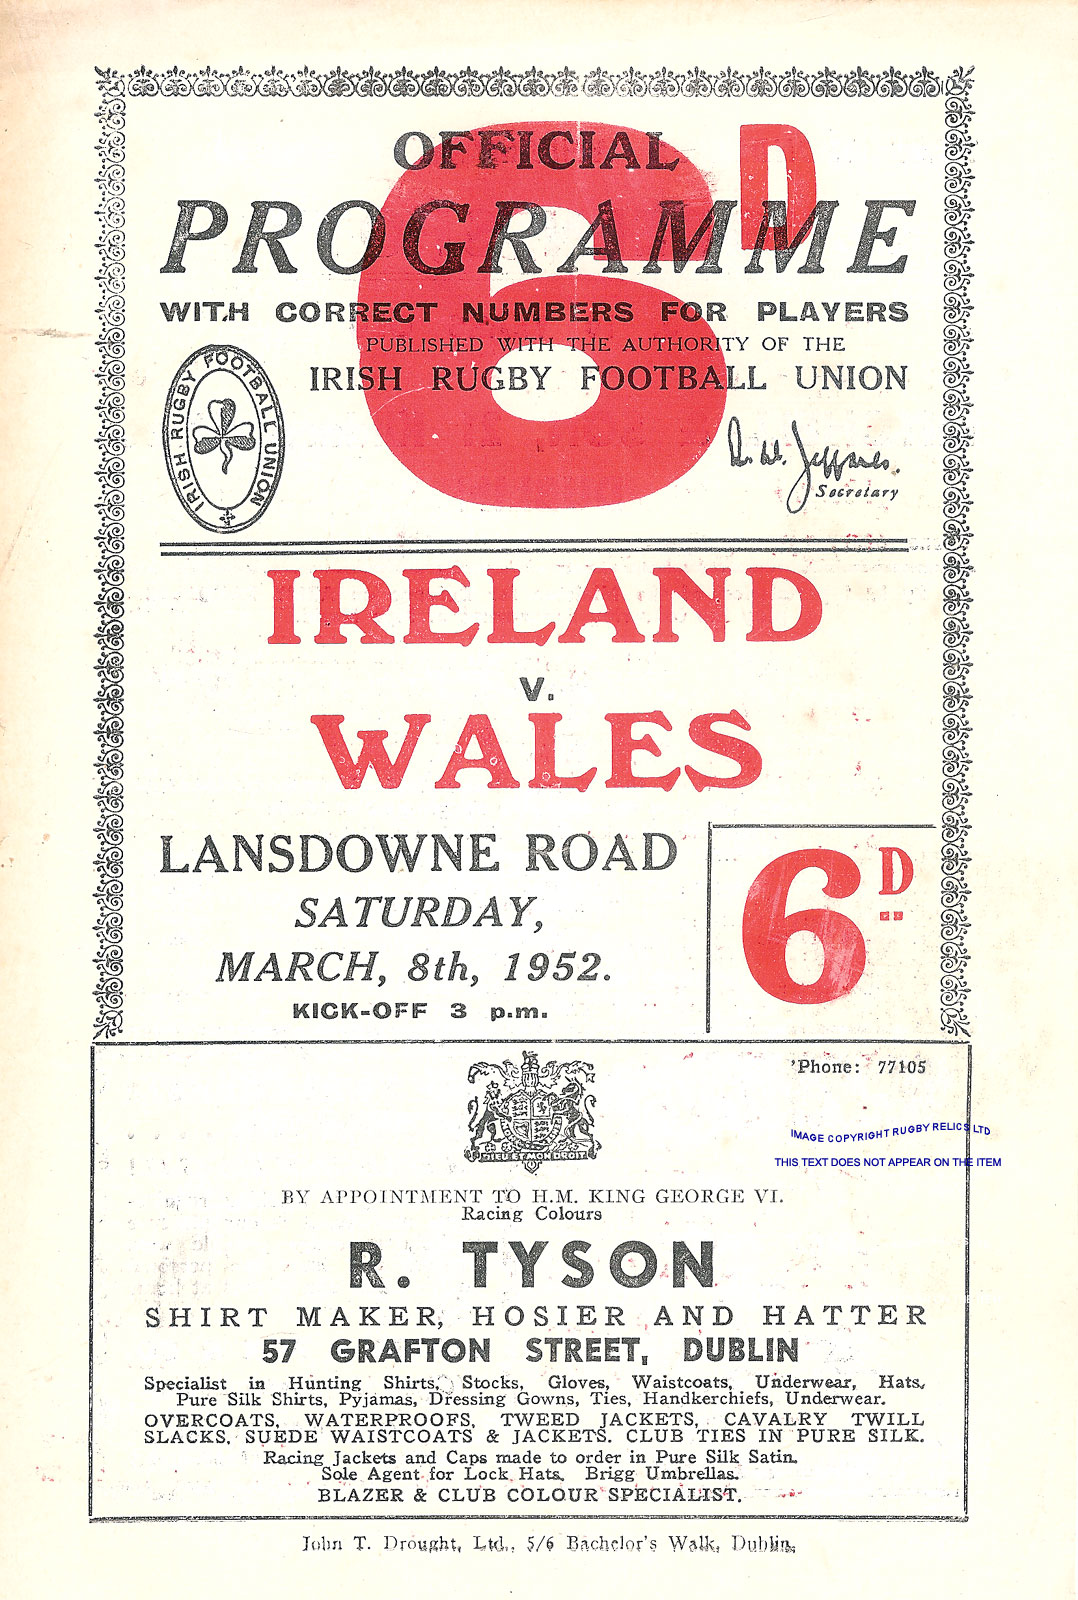 OFFICIAL
6D
PROGRAMME
WITH CORRECT NUMBERS FOR PLAYERS
PUBLISHED WITH THE AUTHORITY OF THE
IRISH RUGBY FOOTBALL UNION
IRISH RUGBY FOOTBALL UNION
R. W. Jeffares.
Secretary
IRELAND
v.
WALES
LANSDOWNE ROAD
SATURDAY,
MARCH, 8th, 1952.
KICK-OFF 3 p.m.
6D
'Phone: 77105
IMAGE COPYRIGHT RUGBY RELICS LTD
THIS TEXT DOES NOT APPEAR ON THE ITEM
DIEU ET MON DROIT
BY APPOINTMENT TO H.M. KING GEORGE VI.
Racing Colours
R. TYSON
SHIRT MAKER, HOSIER AND HATTER
57 GRAFTON STREET, DUBLIN
Specialist in Hunting Shirts, Stocks, Gloves, Waistcoats, Underwear, Hats,
Pure Silk Shirts, Pyjamas, Dressing Gowns, Ties, Handkerchiefs, Underwear.
OVERCOATS, WATERPROOFS, TWEED JACKETS, CAVALRY TWILL
SLACKS, SUEDE WAISTCOATS & JACKETS. CLUB TIES IN PURE SILK.
Racing Jackets and Caps made to order in Pure Silk Satin.
Sole Agent for Lock Hats. Brigg Umbrellas.
BLAZER & CLUB COLOUR SPECIALIST.
John T. Drought, Ltd., 5/6 Bachelor's Walk, Dublin.